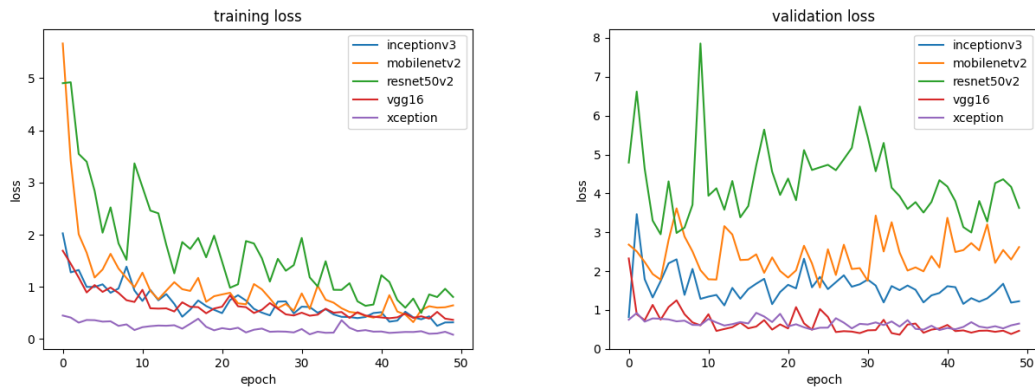 training loss
inceptionv3
mobilenetv2
resnet50v2
vgg16
xception
5
4
3
2
1
0
loss
0
10
20
30
40
50
epoch
validation loss
inceptionv3
mobilenetv2
resnet50v2
vgg16
xception
8
7
6
5
4
3
2
1
0
loss
0
10
20
30
40
50
epoch